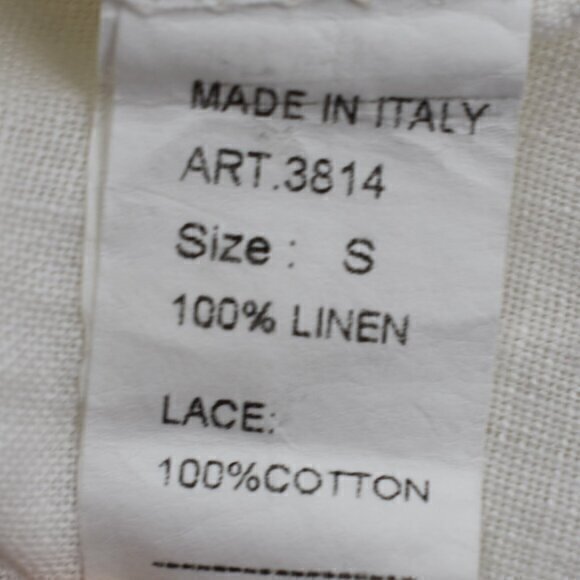 MADE IN ITALY
ART.3814
Size : S
100% LINEN
LACE:
100%COTTON